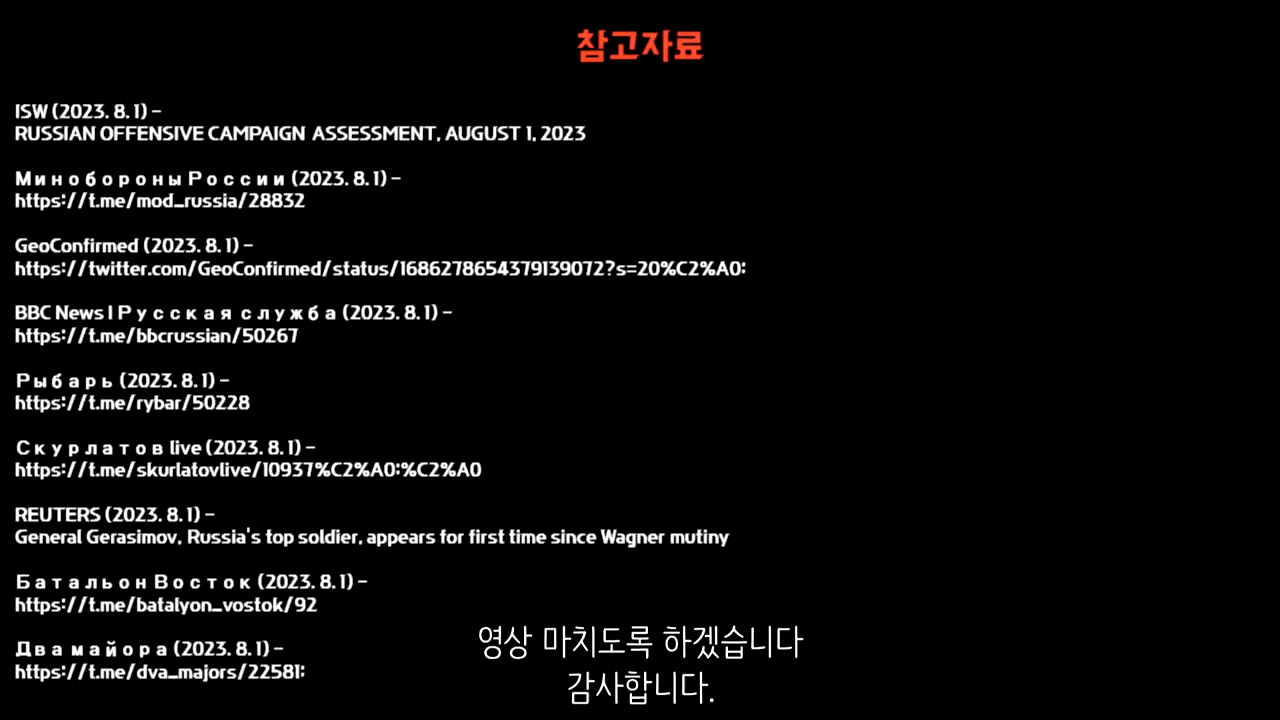 참고자료
ISW (2023. 8. 1) -
RUSSIAN OFFENSIVE CAMPAIGN ASSESSMENT, AUGUST 1, 2023
Минобороны России (2023. 8. 1) -
https://t.me/mod_russia/28832
GeoConfirmed (2023. 8. 1) -
https://twitter.com/GeoConfirmed/status/1686278654379139072?s=20%C2%A0:
BBC News | Русская служба (2023. 8. 1) -
https://t.me/bbcrussian/50267
Рыбарь (2023. 8. 1) -
https://t.me/rybar/50228
Скурлатов live (2023. 8. 1) -
https://t.me/skurlatovlive/10937%C2%A0:%C2%A0
REUTERS (2023. 8. 1) -
General Gerasimov, Russia's top soldier, appears for first time since Wagner mutiny
Батальон Восток (2023. 8. 1) -
https://t.me/batalyon_vostok/92
Два майора (2023. 8. 1) -
https://t.me/dva_majors/22581:
영상 마치도록 하겠습니다
감사합니다.